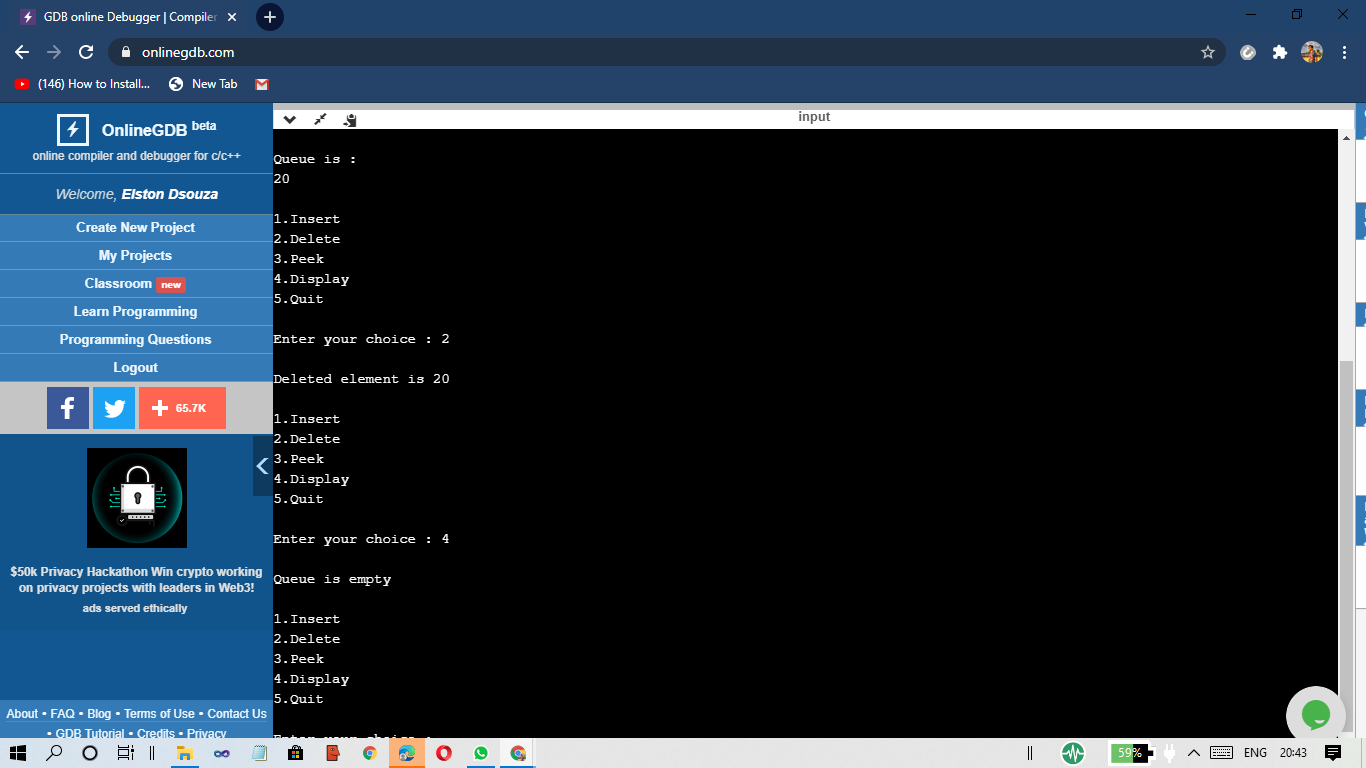 GDB online Debugger | Compiler
onlinegdb.com
(146) How to Install...
New Tab
OnlineGDB beta
online compiler and debugger for c/c++
Welcome, Elston Dsouza
Create New Project
My Projects
Classroom new
Learn Programming
Programming Questions
Logout
65.7K
$50k Privacy Hackathon Win crypto working
on privacy projects with leaders in Web3!
ads served ethically
About • FAQ • Blog • Terms of Use • Contact Us
• GDB Tutorial • Credits • Privacy
input
Queue is :
20
1.Insert
2.Delete
3.Peek
4.Display
5.Quit
Enter your choice : 2
Deleted element is 20
1.Insert
2.Delete
3.Peek
4.Display
5.Quit
Enter your choice : 4
Queue is empty
1.Insert
2.Delete
3.Peek
4.Display
5.Quit
Enter your choice :
59%
ENG
20:43